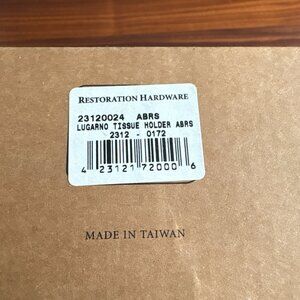 RESTORATION HARDWARE
23120024 ABRS
LUGARNO TISSUE HOLDER ABRS
2312 - 0172
4 23121 72000 6
MADE IN TAIWAN